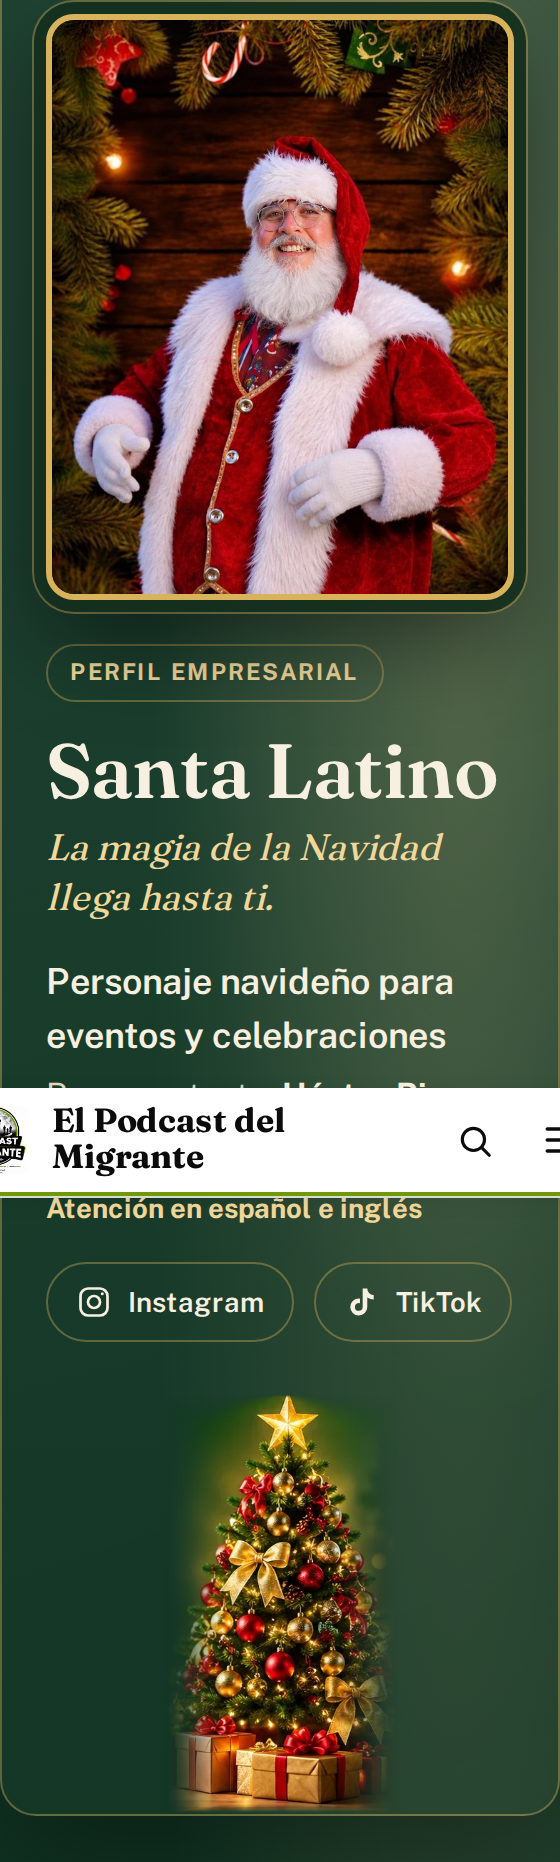 PERFIL EMPRESARIAL
Santa Latino
La magia de la Navidad
llega hasta ti.
Personaje navideño para
eventos y celebraciones
El Podcast del
Migrante
Atención en español e inglés
Instagram
TikTok